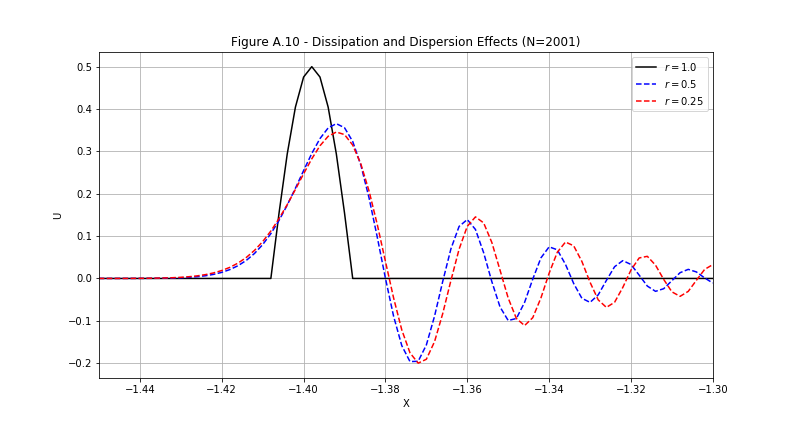 Figure A.10 - Dissipation and Dispersion Effects (N=2001)
r = 1.0
r = 0.5
r = 0.25
0.5
0.4
0.3
0.2
0.1
0.0
−0.1
−0.2
U
−1.44
−1.42
−1.40
−1.38
−1.36
−1.34
−1.32
−1.30
X